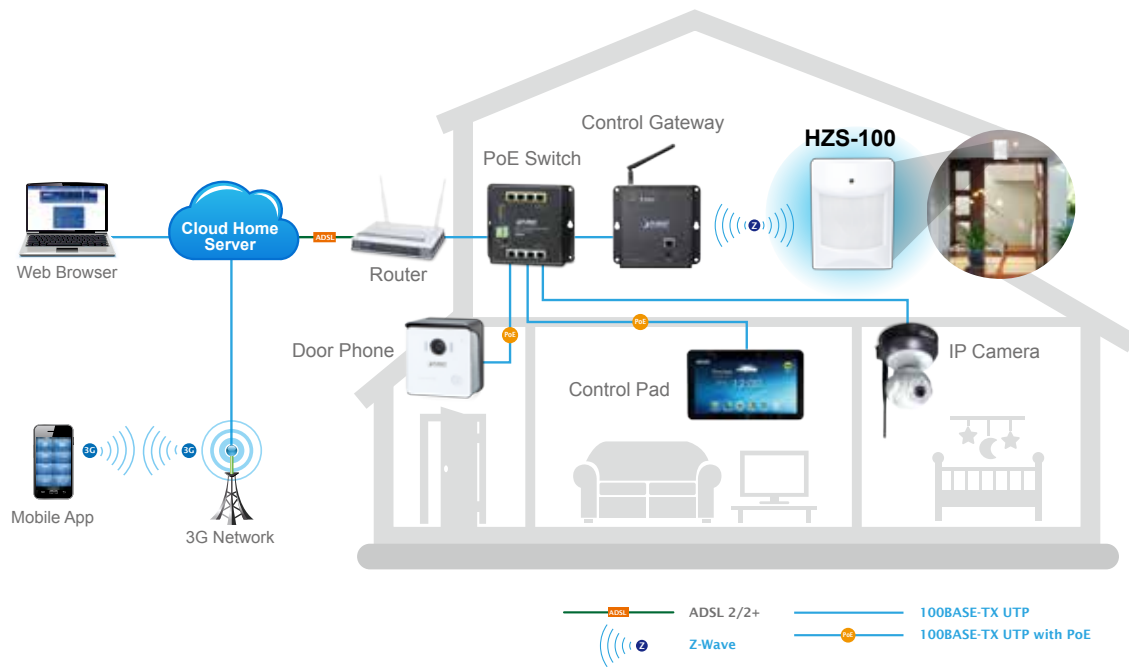 Control Gateway
HZS-100
PoE Switch
Cloud Home
Server
ADSL
Z
Web Browser
Router
PoE
PoE
Door Phone
IP Camera
12:00
Control Pad
3G
3G
Mobile App
3G Network
ADSL
ADSL 2/2+
100BASE-TX UTP
Z
Z-Wave
PoE
100BASE-TX UTP with PoE